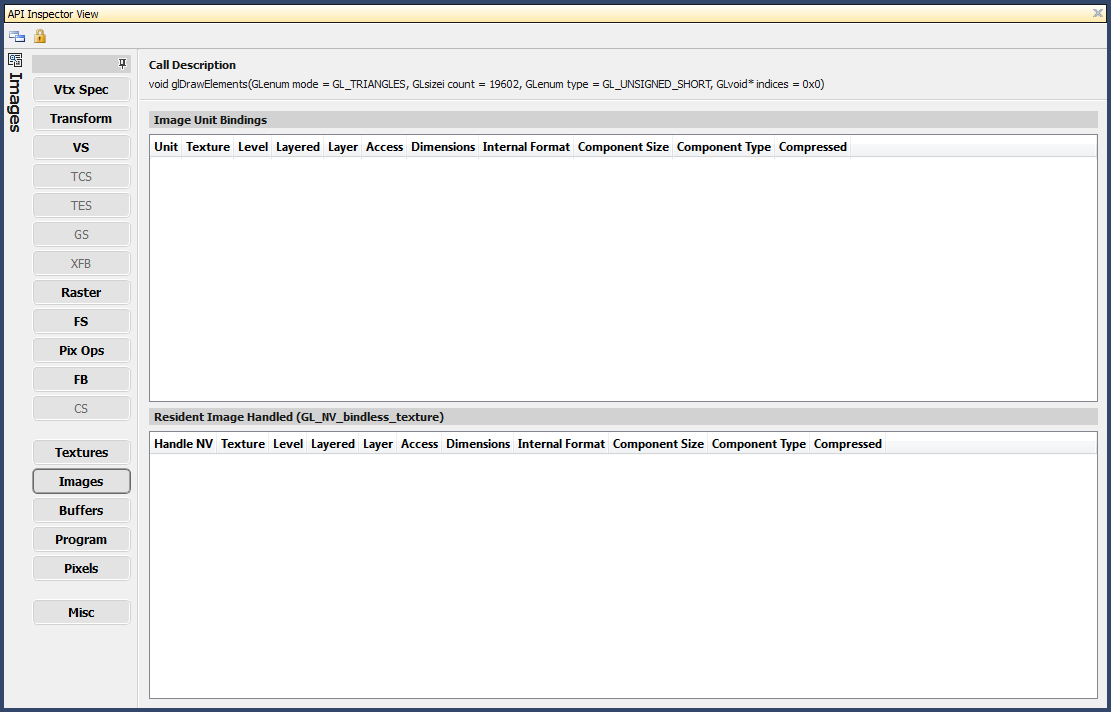 API Inspector View
Images
Vtx Spec
Transform
VS
TCS
TES
GS
XFB
Raster
FS
Pix Ops
FB
CS
Textures
Images
Buffers
Program
Pixels
Misc
Call Description
void glDrawElements(GLenum mode = GL_TRIANGLES, GLsizei count = 19602, GLenum type = GL_UNSIGNED_SHORT, GLvoid* indices = 0x0)
Image Unit Bindings
Unit Texture Level Layered Layer Access Dimensions Internal Format Component Size Component Type Compressed
Resident Image Handled (GL_NV_bindless_texture)
Handle NV Texture Level Layered Layer Access Dimensions Internal Format Component Size Component Type Compressed